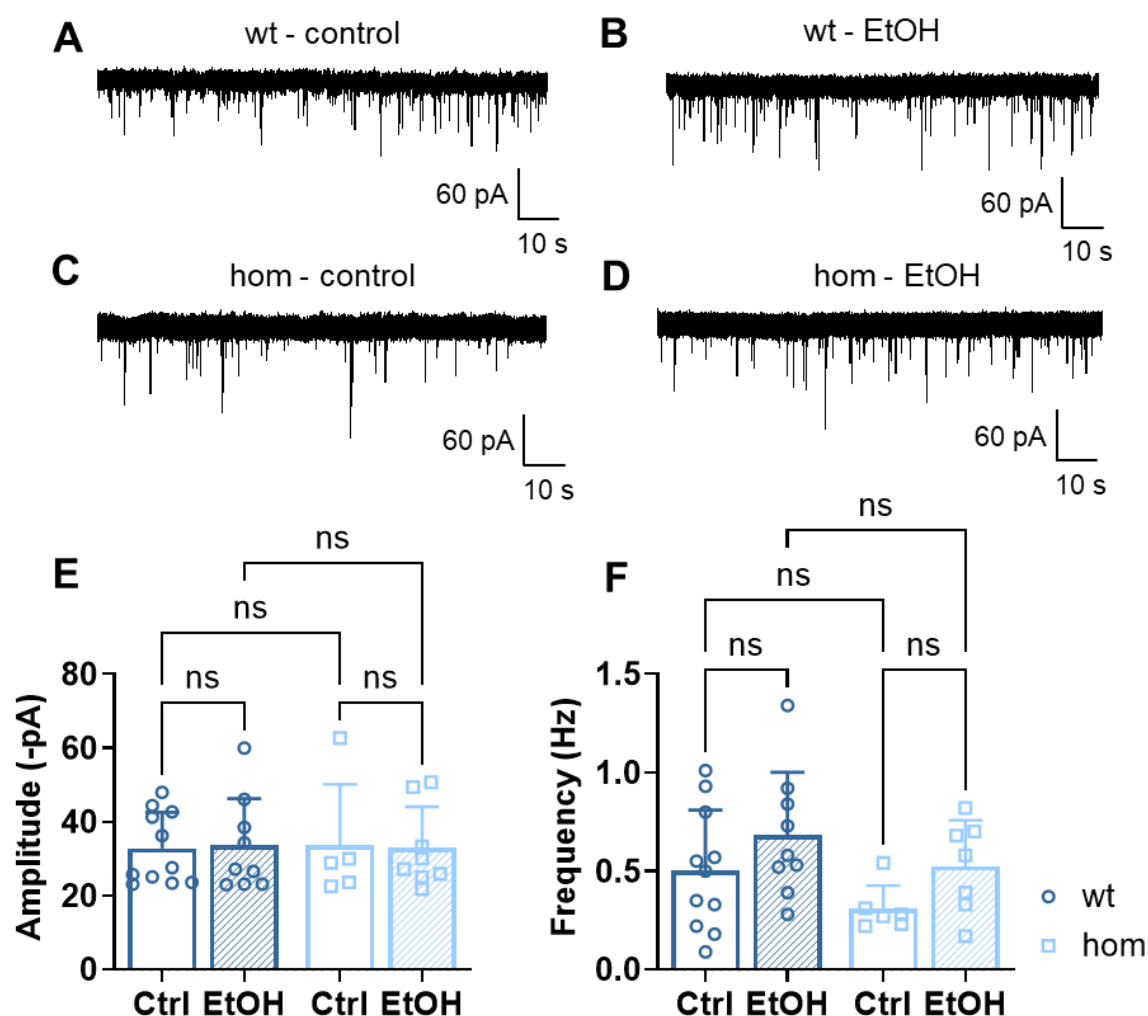 A
wt - control
60 pA
10 s
B
wt - EtOH
60 pA
10 s
C
hom - control
60 pA
10 s
D
hom - EtOH
60 pA
10 s
E
ns
ns
ns
ns
Amplitude (-pA)
80
60
40
20
0
Ctrl EtOH Ctrl EtOH
F
ns
ns
ns
ns
Frequency (Hz)
1.5
1.0
0.5
0.0
Ctrl EtOH Ctrl EtOH
wt
hom